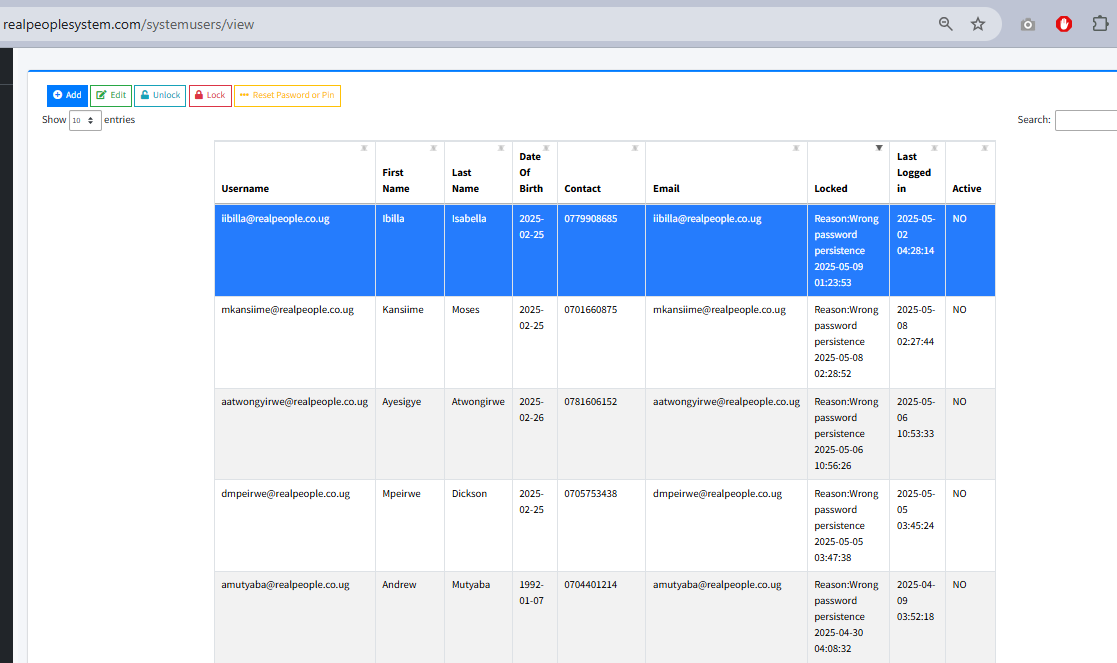 realpeoplesystem.com/systemusers/view
Add Edit Unlock Lock Reset Pasword or Pin
Show 10 entries Search:
Username First Name Last Name Date Of Birth Contact Email Locked Last Logged in Active
iibilla@realpeople.co.ug Ibilla Isabella 2025-02-25 0779908685 iibilla@realpeople.co.ug Reason:Wrong password persistence 2025-05-09 01:23:53 2025-05-02 04:28:14 NO
mkansiime@realpeople.co.ug Kansiime Moses 2025-02-25 0701660875 mkansiime@realpeople.co.ug Reason:Wrong password persistence 2025-05-08 02:28:52 2025-05-08 02:27:44 NO
aatwongyirwe@realpeople.co.ug Ayesigye Atwongirwe 2025-02-26 0781606152 aatwongyirwe@realpeople.co.ug Reason:Wrong password persistence 2025-05-06 10:56:26 2025-05-06 10:53:33 NO
dmpeirwe@realpeople.co.ug Mpeirwe Dickson 2025-02-25 0705753438 dmpeirwe@realpeople.co.ug Reason:Wrong password persistence 2025-05-05 03:47:38 2025-05-05 03:45:24 NO
amutyaba@realpeople.co.ug Andrew Mutyaba 1992-01-07 0704401214 amutyaba@realpeople.co.ug Reason:Wrong password persistence 2025-04-30 04:08:32 2025-04-09 03:52:18 NO